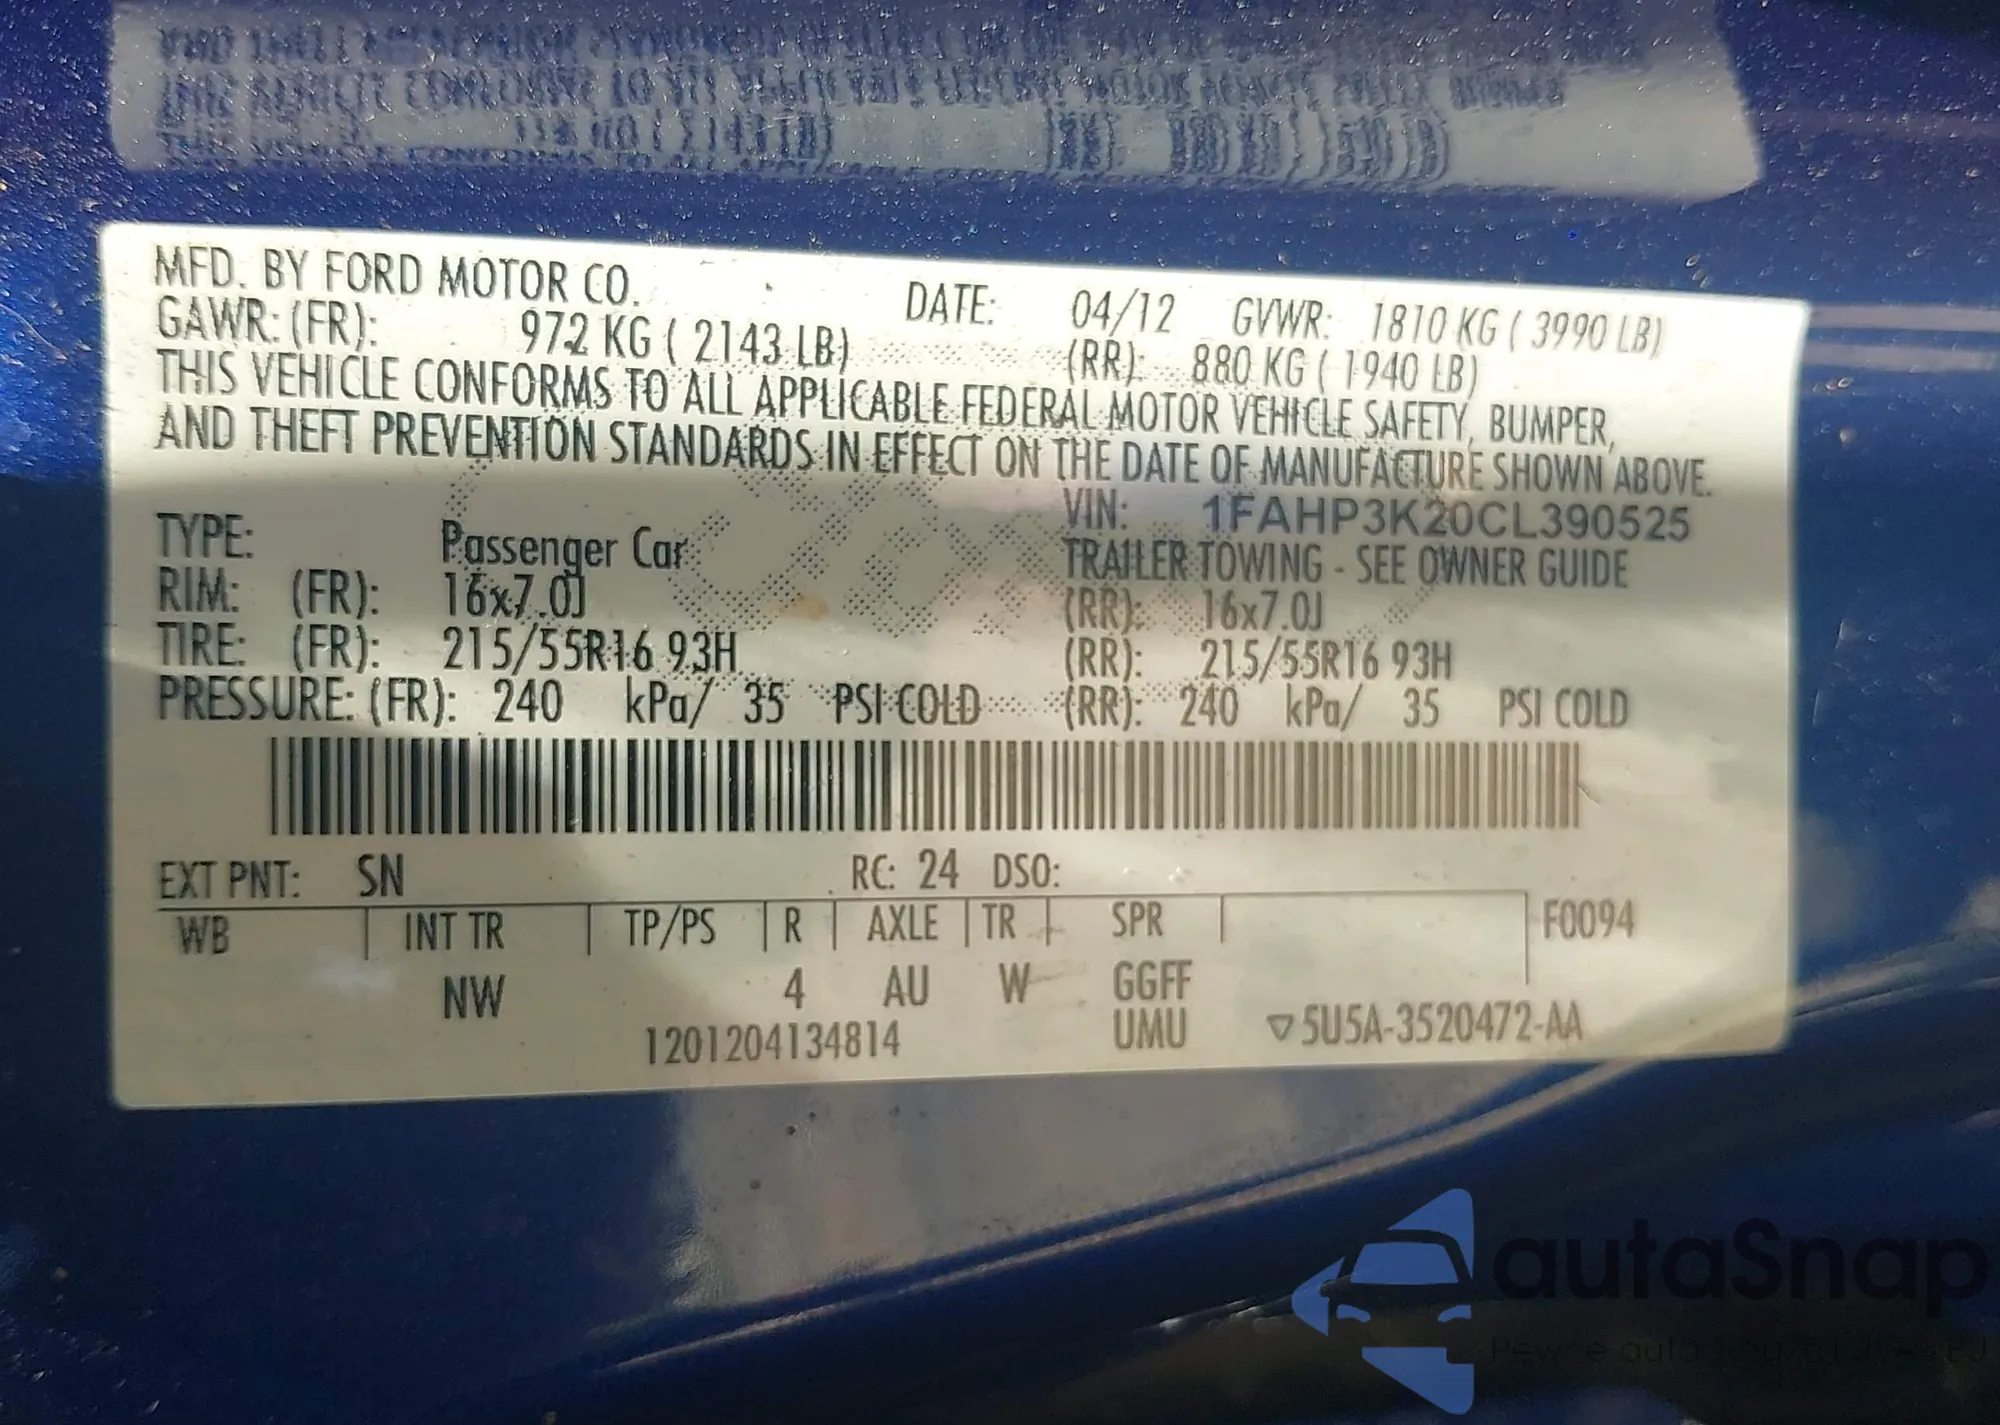 MFD. BY FORD MOTOR CO. DATE: 04/12 GVWR: 1810 KG ( 3990 LB)
GAWR: (FR): 972 KG ( 2143 LB) (RR): 880 KG ( 1940 LB)
THIS VEHICLE CONFORMS TO ALL APPLICABLE FEDERAL MOTOR VEHICLE SAFETY, BUMPER,
AND THEFT PREVENTION STANDARDS IN EFFECT ON THE DATE OF MANUFACTURE SHOWN ABOVE.
VIN: 1FAHP3K20CL390525
TYPE: Passenger Car TRAILER TOWING - SEE OWNER GUIDE
RIM: (FR): 16x7.0J (RR): 16x7.0J
TIRE: (FR): 215/55R16 93H (RR): 215/55R16 93H
PRESSURE: (FR): 240 kPa/ 35 PSI COLD (RR): 240 kPa/ 35 PSI COLD
EXT PNT: SN RC: 24 DSO:
WB | INT TR | TP/PS | R | AXLE | TR | SPR | F0094
NW 4 AU W GGFF
1201204134814 UMU ▽5U5A-3520472-AA
autaSnap